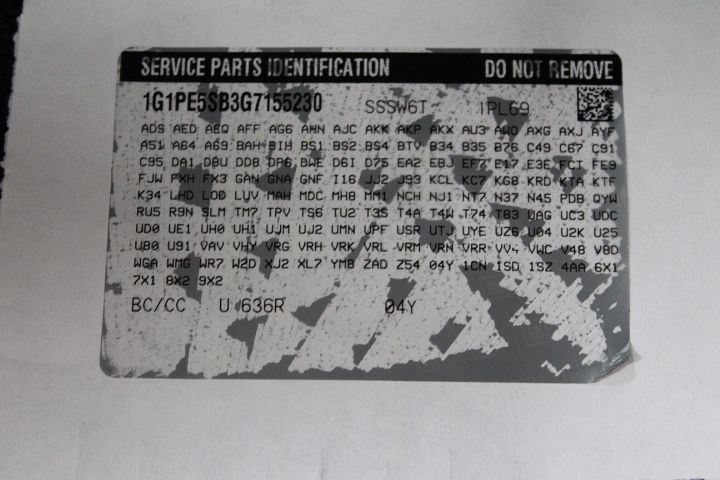 SERVICE PARTS IDENTIFICATION DO NOT REMOVE
1G1PE5SB3G7155230 SSSW6T 1PL69
ADS AED AEQ AFF AG6 AHN AJC AKK AKP AKX AU3 AWO AXG AXJ AYF
A51 A64 A69 BAH BIH BS1 BS2 BS4 BTV B34 B35 B76 C49 C67 C91
C95 DA1 DBU DD8 DP6 BWE D6I D75 EA2 EBJ EF7 E17 E3E FCT FE9
FJW FXH FX3 GAN GNA GNF I16 JJ2 J93 KCL KC7 KG8 KRD KTA KTF
K34 LHD LOD LUV MAH MDC MH8 MM1 NCH NJ1 NT7 N37 N45 PDB QYW
RU5 R9N SLM TM7 TPV TS6 TU2 T3S T4A T4W T74 T83 UAG UC3 UDC
UD0 UE1 UH0 UH1 UJM UJ2 UMN UPF USR UTJ UYE UZ6 U04 U2K U25
U80 U91 VAV VHY VRG VRH VRK VRL VRM VRN VRR VV4 VWC V48 V8D
WGA WMG WR7 W2D XJ2 XL7 YM8 ZAD Z54 04Y 1CN 1SD 1SZ 4AA 6X1
7X1 8X2 9X2
BC/CC U 636R 04Y